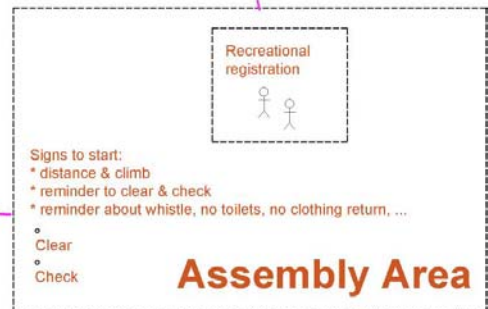 Recreational
registration
Signs to start:
* distance & climb
* reminder to clear & check
* reminder about whistle, no toilets, no clothing return, ...
Clear
Check
Assembly Area